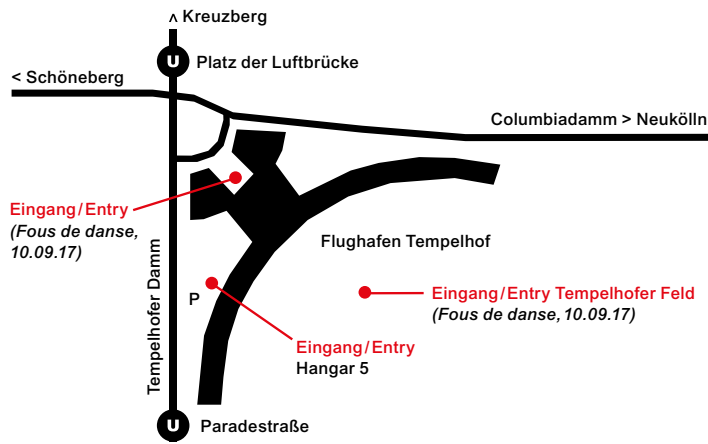 ^ Kreuzberg
U
Platz der Luftbrücke
< Schöneberg
Columbiadamm > Neukölln
Eingang/Entry
(Fous de danse,
10.09.17)
Flughafen Tempelhof
Tempelhofer Damm
P
Eingang/Entry Tempelhofer Feld
(Fous de danse, 10.09.17)
Eingang/Entry
Hangar 5
U
Paradestraße